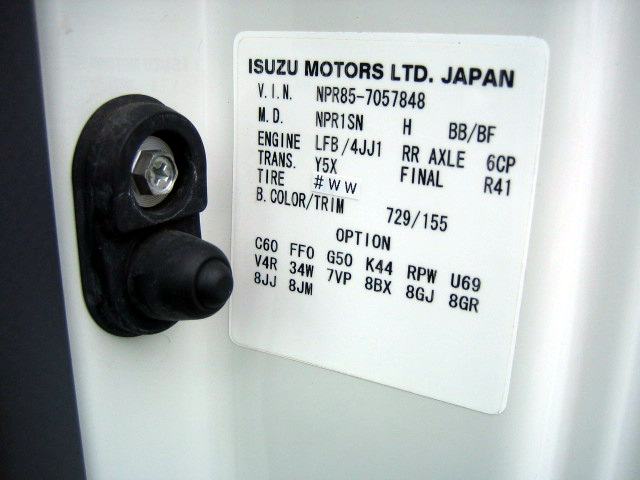 ISUZU MOTORS LTD. JAPAN
V.I.N. NPR85-7057848
M.D. NPR1SN H BB/BF
ENGINE LFB/4JJ1 RR AXLE 6CP
TRANS. Y5X FINAL R41
TIRE #WW
B.COLOR/TRIM 729/155
OPTION
C60 FF0 G50 K44 RPW U69
V4R 34W 7VP 8BX 8GJ 8GR
8JJ 8JM